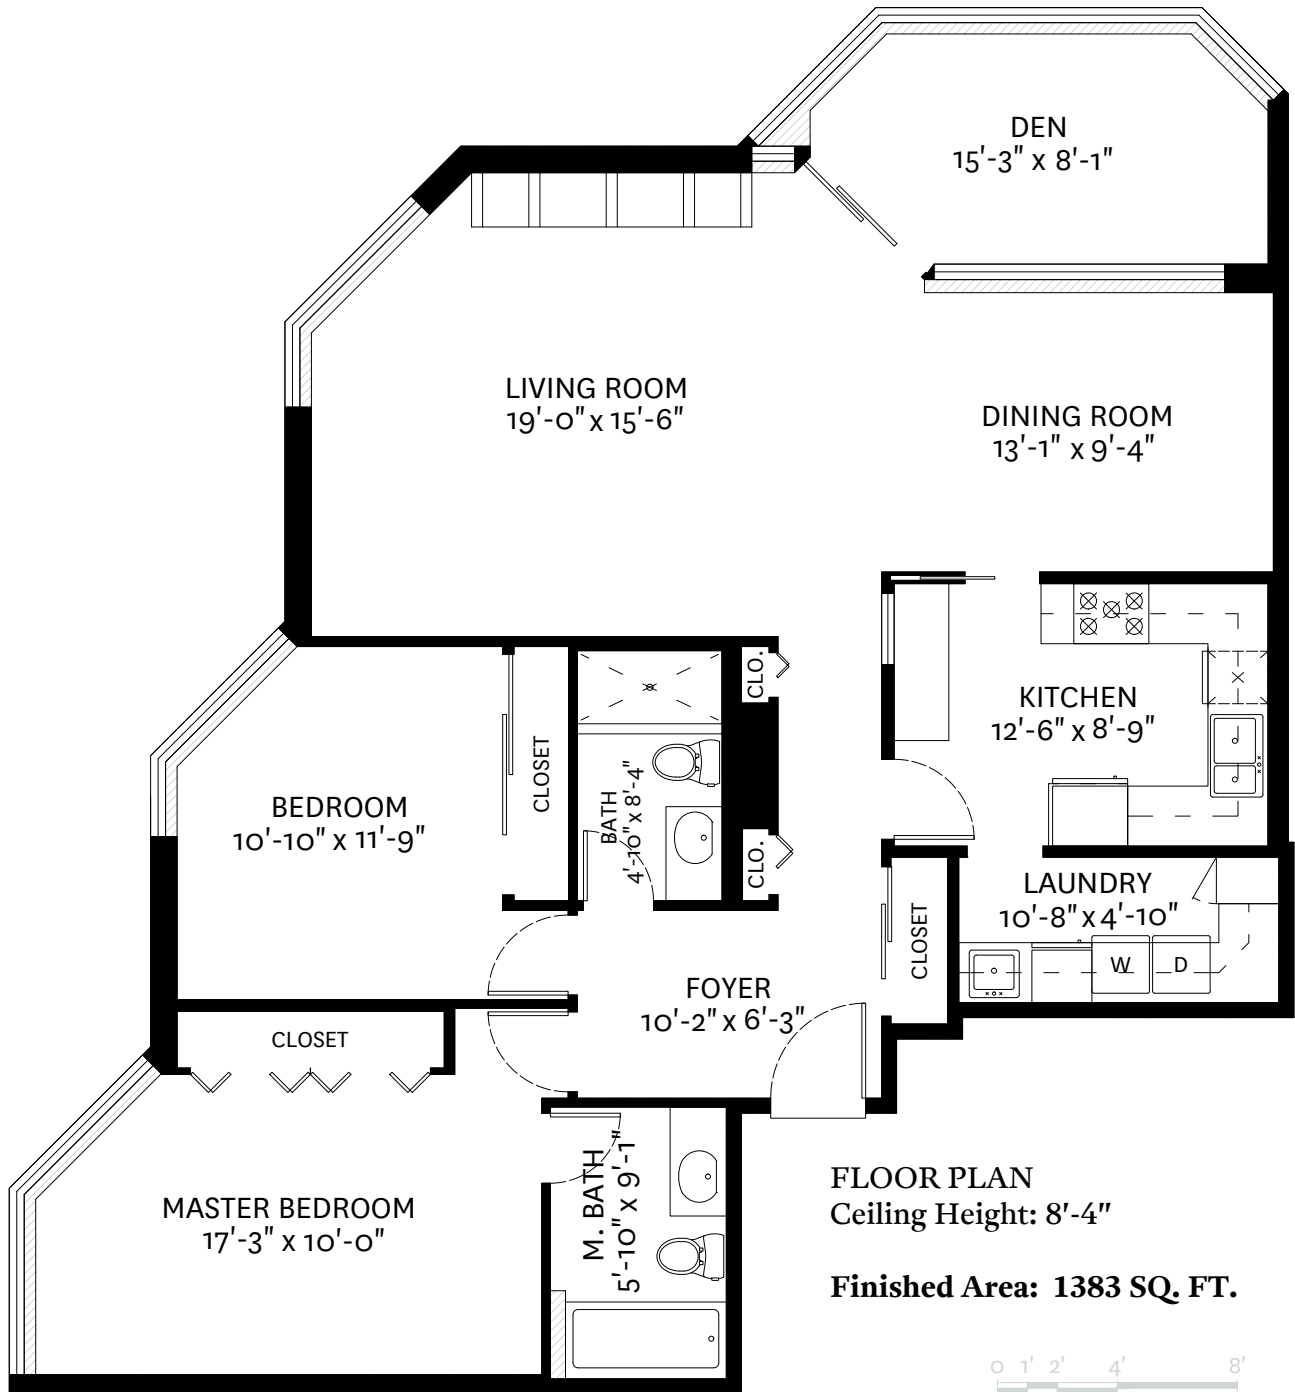 DEN
15'-3" x 8'-1"
LIVING ROOM
19'-0" x 15'-6"
DINING ROOM
13'-1" x 9'-4"
CLO.
KITCHEN
12'-6" x 8'-9"
CLOSET
BATH
4'-10" x 8'-4"
BEDROOM
10'-10" x 11'-9"
CLO.
LAUNDRY
10'-8" x 4'-10"
CLOSET
W
D
FOYER
10'-2" x 6'-3"
CLOSET
M. BATH
5'-10" x 9'-1"
MASTER BEDROOM
17'-3" x 10'-0"
FLOOR PLAN
Ceiling Height: 8'-4"
Finished Area: 1383 SQ. FT.
0 1' 2' 4' 8'